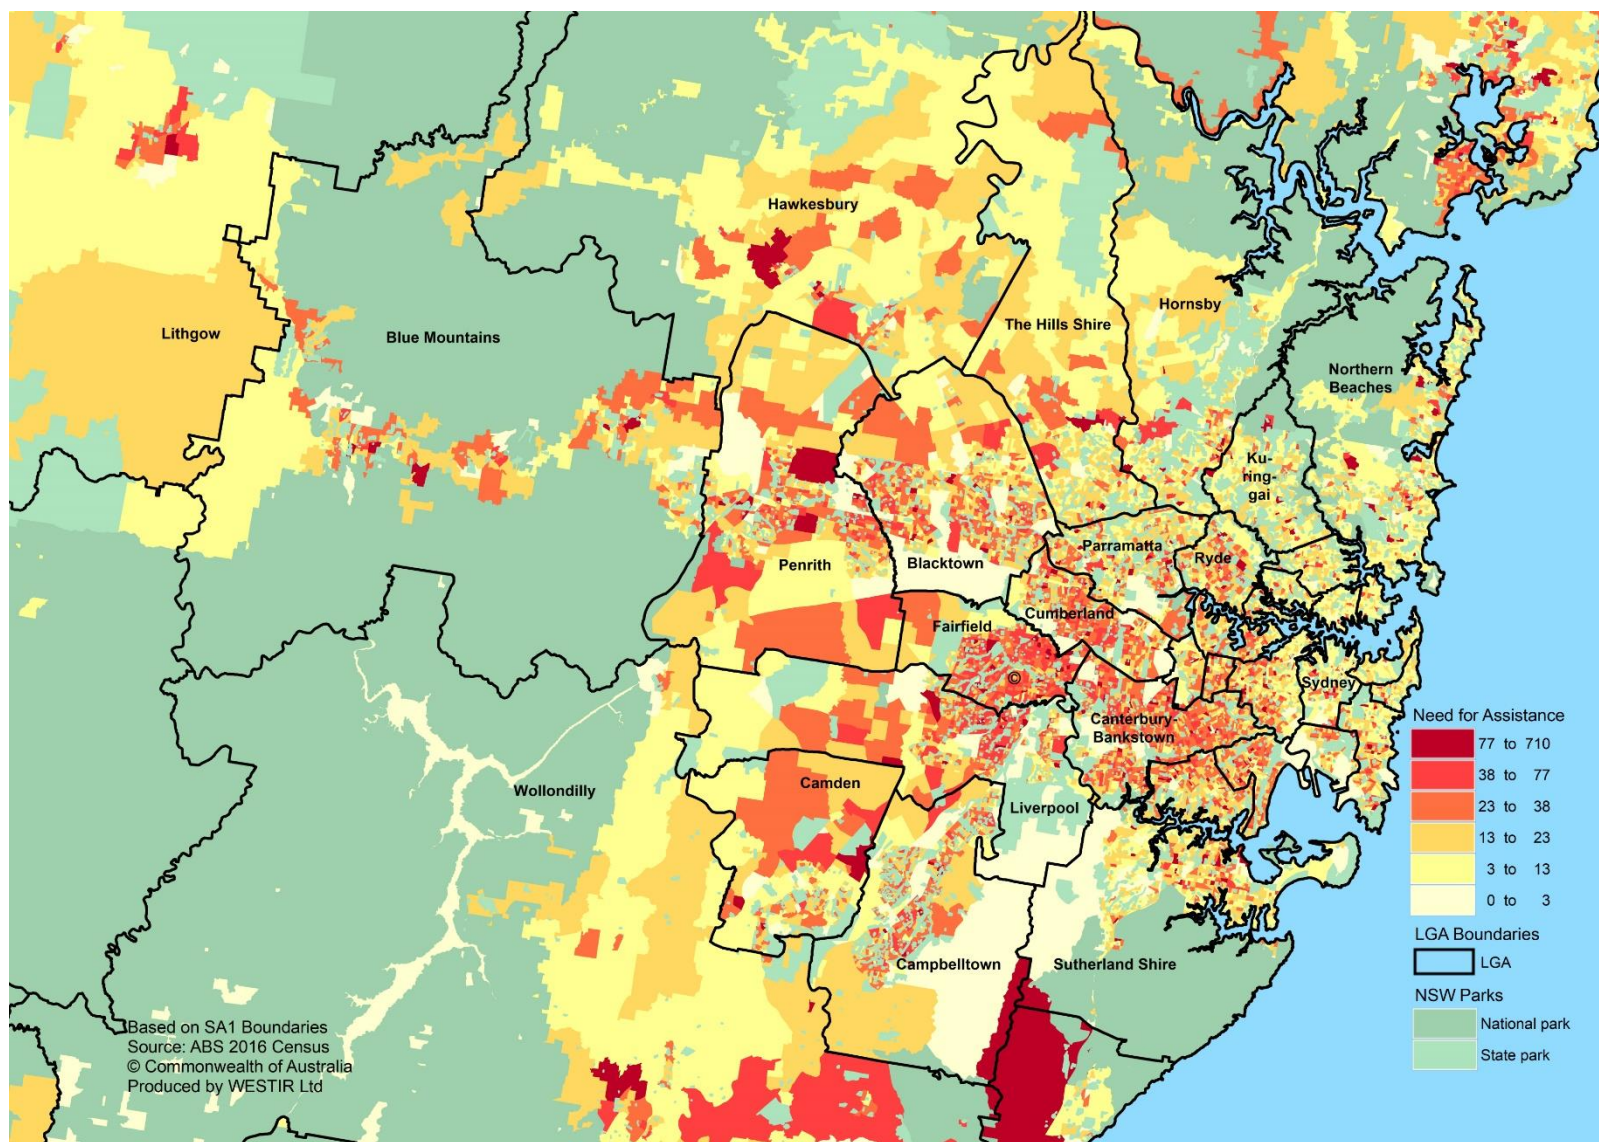 Hawkesbury
Lithgow
Blue Mountains
The Hills Shire
Hornsby
Northern
Beaches
Ku-
ring-
gai
Penrith
Blacktown
Parramatta
Ryde
Cumberland
Fairfield
©
Sydney
Canterbury-
Bankstown
Wollondilly
Camden
Liverpool
Campbelltown
Sutherland Shire
Need for Assistance
77 to 710
38 to 77
23 to 38
13 to 23
3 to 13
0 to 3
LGA Boundaries
LGA
NSW Parks
National park
State park
Based on SA1 Boundaries
Source: ABS 2016 Census
© Commonwealth of Australia
Produced by WESTIR Ltd